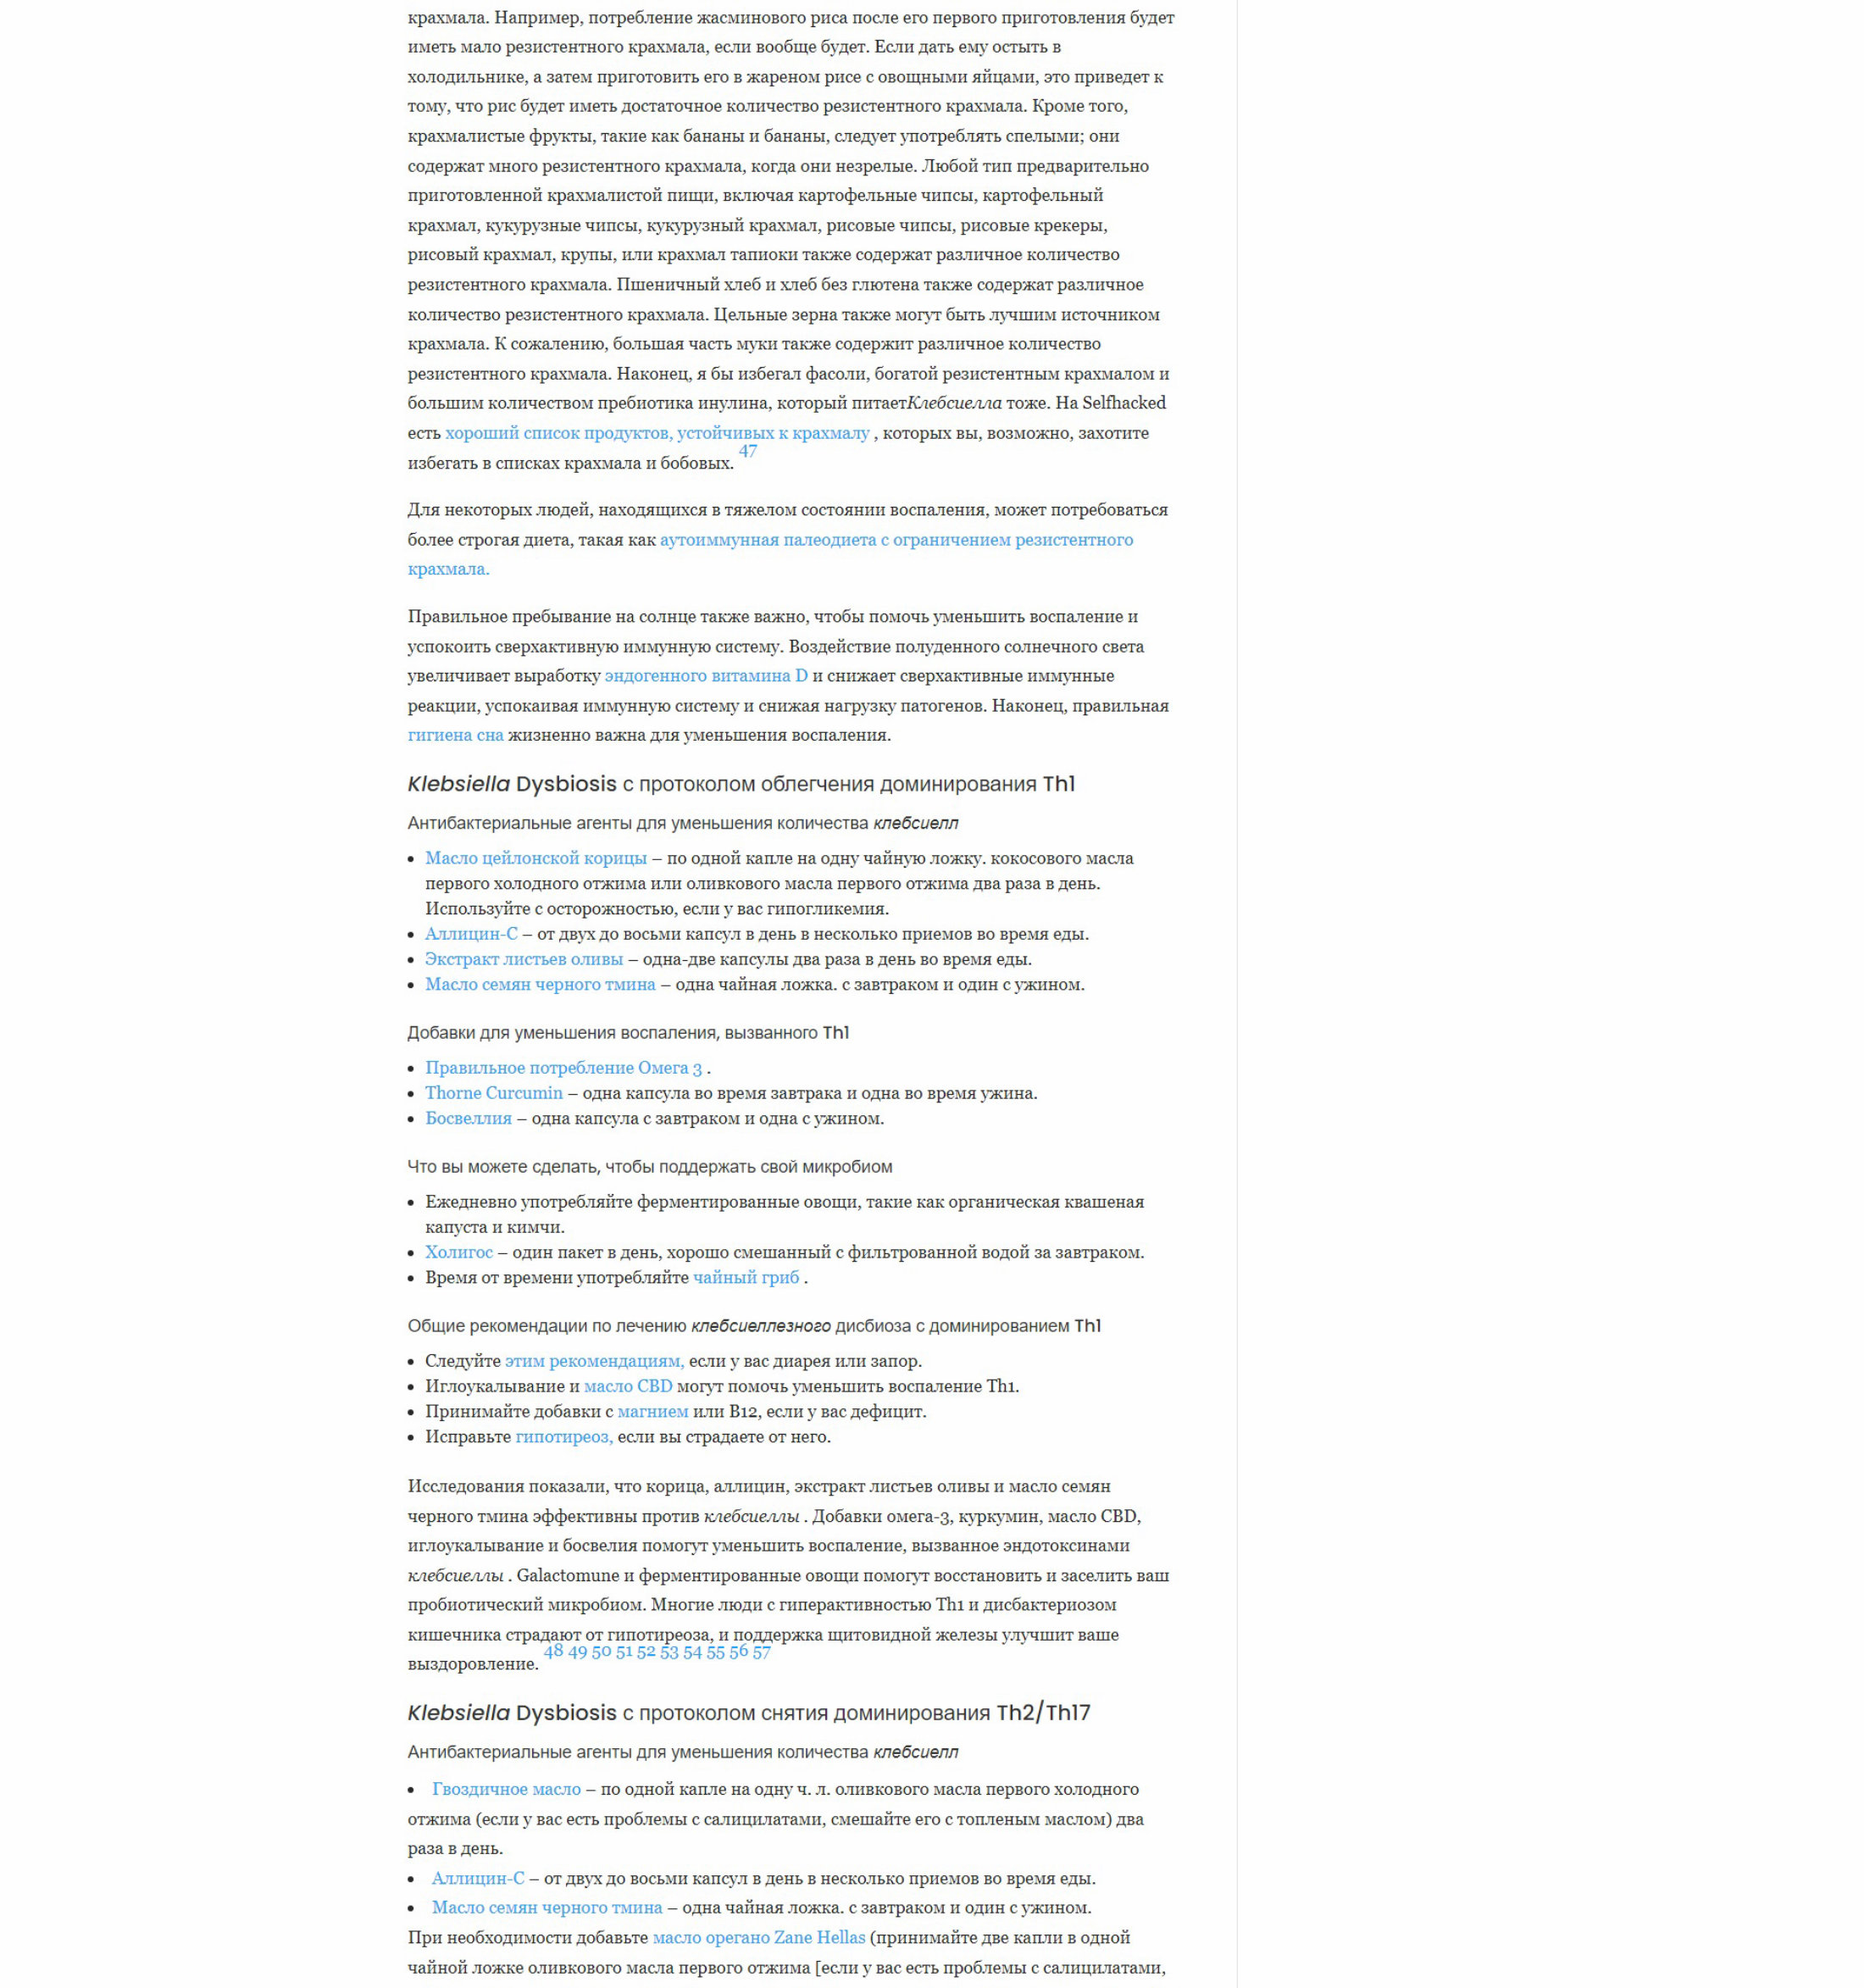 крахмала. Например, потребление жасминового риса после его первого приготовления будет
иметь мало резистентного крахмала, если вообще будет. Если дать ему остыть в
холодильнике, а затем приготовить его в жареном рисе с овощными яйцами, это приведет к
тому, что рис будет иметь достаточное количество резистентного крахмала. Кроме того,
крахмалистые фрукты, такие как бананы и бананы, следует употреблять спелыми; они
содержат много резистентного крахмала, когда они незрелые. Любой тип предварительно
приготовленной крахмалистой пищи, включая картофельные чипсы, картофельный
крахмал, кукурузные чипсы, кукурузный крахмал, рисовые чипсы, рисовые крекеры,
рисовый крахмал, крупы, или крахмал тапиоки также содержат различное количество
резистентного крахмала. Пшеничный хлеб и хлеб без глютена также содержат различное
количество резистентного крахмала. Цельные зерна также могут быть лучшим источником
крахмала. К сожалению, большая часть муки также содержит различное количество
резистентного крахмала. Наконец, я бы избегал фасоли, богатой резистентным крахмалом и
большим количеством пребиотика инулина, который питаетКлебсиелла тоже. На Selfhacked
есть хороший список продуктов, устойчивых к крахмалу , которых вы, возможно, захотите
избегать в списках крахмала и бобовых. 47
Для некоторых людей, находящихся в тяжелом состоянии воспаления, может потребоваться
более строгая диета, такая как аутоиммунная палеодиета с ограничением резистентного
крахмала.
Правильное пребывание на солнце также важно, чтобы помочь уменьшить воспаление и
успокоить сверхактивную иммунную систему. Воздействие полуденного солнечного света
увеличивает выработку эндогенного витамина D и снижает сверхактивные иммунные
реакции, успокаивая иммунную систему и снижая нагрузку патогенов. Наконец, правильная
гигиена сна жизненно важна для уменьшения воспаления.
Klebsiella Dysbiosis с протоколом облегчения доминирования Th1
Антибактериальные агенты для уменьшения количества клебсиелл
• Масло цейлонской корицы – по одной капле на одну чайную ложку. кокосового масла
первого холодного отжима или оливкового масла первого отжима два раза в день.
Используйте с осторожностью, если у вас гипогликемия.
• Аллицин-С – от двух до восьми капсул в день в несколько приемов во время еды.
• Экстракт листьев оливы – одна-две капсулы два раза в день во время еды.
• Масло семян черного тмина – одна чайная ложка. с завтраком и один с ужином.
Добавки для уменьшения воспаления, вызванного Th1
• Правильное потребление Омега 3 .
• Thorne Curcumin – одна капсула во время завтрака и одна во время ужина.
• Босвеллия – одна капсула с завтраком и одна с ужином.
Что вы можете сделать, чтобы поддержать свой микробиом
• Ежедневно употребляйте ферментированные овощи, такие как органическая квашеная
капуста и кимчи.
• Холигос – один пакет в день, хорошо смешанный с фильтрованной водой за завтраком.
• Время от времени употребляйте чайный гриб .
Общие рекомендации по лечению клебсиеллезного дисбиоза с доминированием Th1
• Следуйте этим рекомендациям, если у вас диарея или запор.
• Иглоукалывание и масло CBD могут помочь уменьшить воспаление Th1.
• Принимайте добавки с магнием или B12, если у вас дефицит.
• Исправьте гипотиреоз, если вы страдаете от него.
Исследования показали, что корица, аллицин, экстракт листьев оливы и масло семян
черного тмина эффективны против клебсиеллы . Добавки омега-3, куркумин, масло CBD,
иглоукалывание и босвелия помогут уменьшить воспаление, вызванное эндотоксинами
клебсиеллы . Galactomune и ферментированные овощи помогут восстановить и заселить ваш
пробиотический микробиом. Многие люди с гиперактивностью Th1 и дисбактериозом
кишечника страдают от гипотиреоза, и поддержка щитовидной железы улучшит ваше
выздоровление. 48 49 50 51 52 53 54 55 56 57
Klebsiella Dysbiosis с протоколом снятия доминирования Th2/Th17
Антибактериальные агенты для уменьшения количества клебсиелл
• Гвоздичное масло – по одной капле на одну ч. л. оливкового масла первого холодного
отжима (если у вас есть проблемы с салицилатами, смешайте его с топленым маслом) два
раза в день.
• Аллицин-С – от двух до восьми капсул в день в несколько приемов во время еды.
• Масло семян черного тмина – одна чайная ложка. с завтраком и один с ужином.
При необходимости добавьте масло орегано Zane Hellas (принимайте две капли в одной
чайной ложке оливкового масла первого отжима [если у вас есть проблемы с салицилатами,